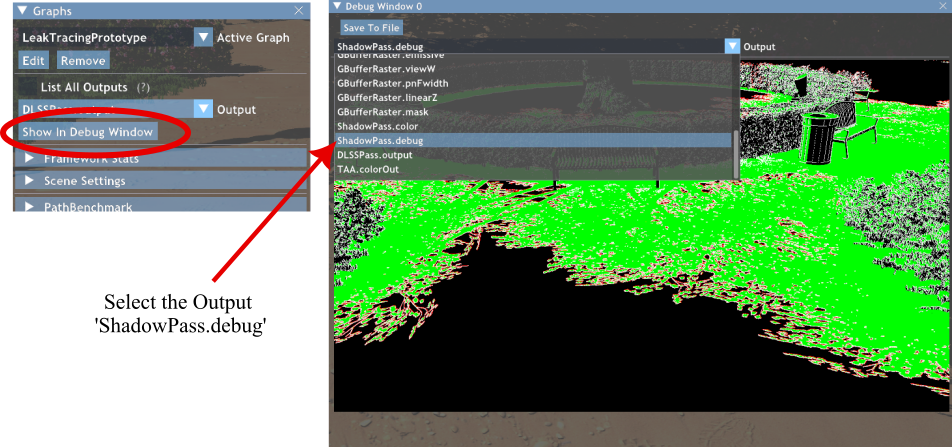 Graphs
LeakTracingPrototype
Active Graph
Edit
Remove
List All Outputs (?)
Output
Show In Debug Window
Framework Stats
Scene Settings
PathBenchmark
Select the Output
'ShadowPass.debug'
Debug Window 0
Save To File
ShadowPass.debug
Output
GBufferRaster.emissive
GBufferRaster.viewW
GBufferRaster.pnFwidth
GBufferRaster.linearZ
GBufferRaster.mask
ShadowPass.color
ShadowPass.debug
DLSSPass.output
TAA.colorOut